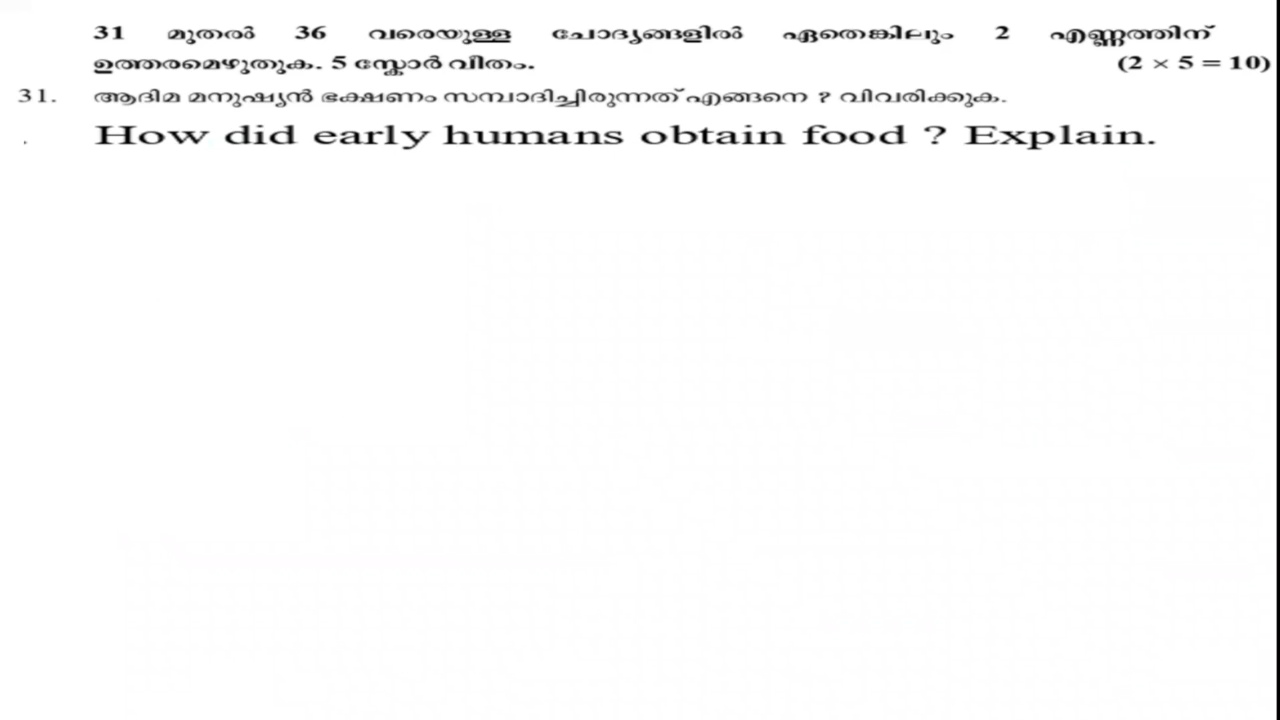 31 മുതൽ 36 വരെയുള്ള ചോദ്യങ്ങളിൽ ഏതെങ്കിലും 2 എണ്ണത്തിന്
ഉത്തരമെഴുതുക. 5 സ്കോർ വീതം. (2 × 5 = 10)
31. ആദിമ മനുഷ്യൻ ഭക്ഷണം സമ്പാദിച്ചിരുന്നത് എങ്ങനെ ? വിവരിക്കുക.
How did early humans obtain food ? Explain.